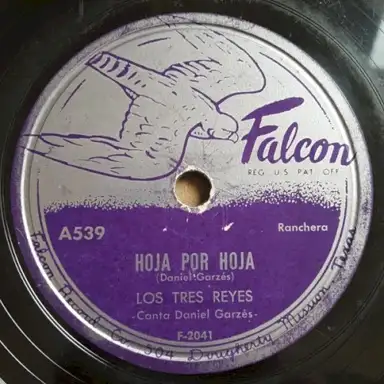 Falcon
REG. U.S. PAT. OFF.
A539
Ranchera
HOJA POR HOJA
(Daniel Garzés)
LOS TRES REYES
-Canta Daniel Garzés-
F-2041
Falcon Record Co. 504 Dougherty Mission, Texas